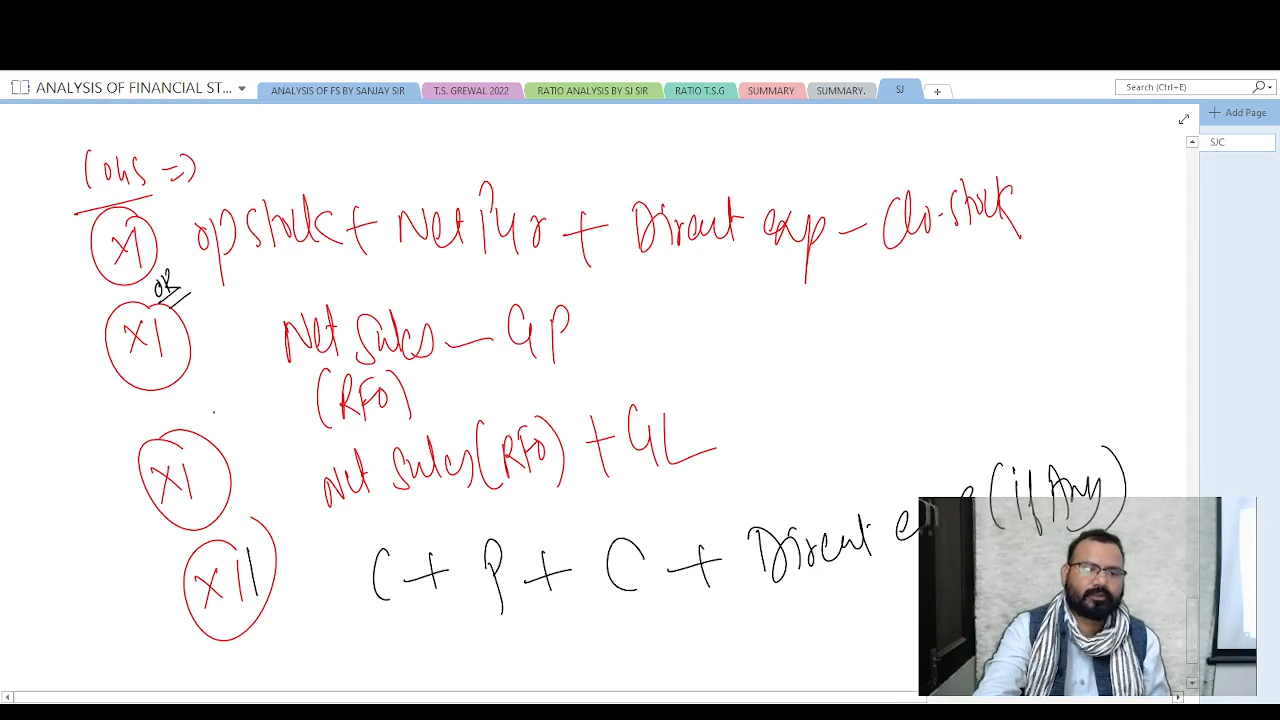 ANALYSIS OF FINANCIAL ST...
ANALYSIS OF FS BY SANJAY SIR
T.S. GREWAL 2022
RATIO ANALYSIS BY SJ SIR
RATIO T.S.G
SUMMARY
SUMMARY.
SJ
Search (Ctrl+E)
Add Page
SJC
COGS =>
XI op stock + Net Pur + Direct exp - Clo. stock
OR
XI Net Sales - GP
(RFO)
XI Net Sales (RFO) + GL
XII C + P + C + Direct (if Any)